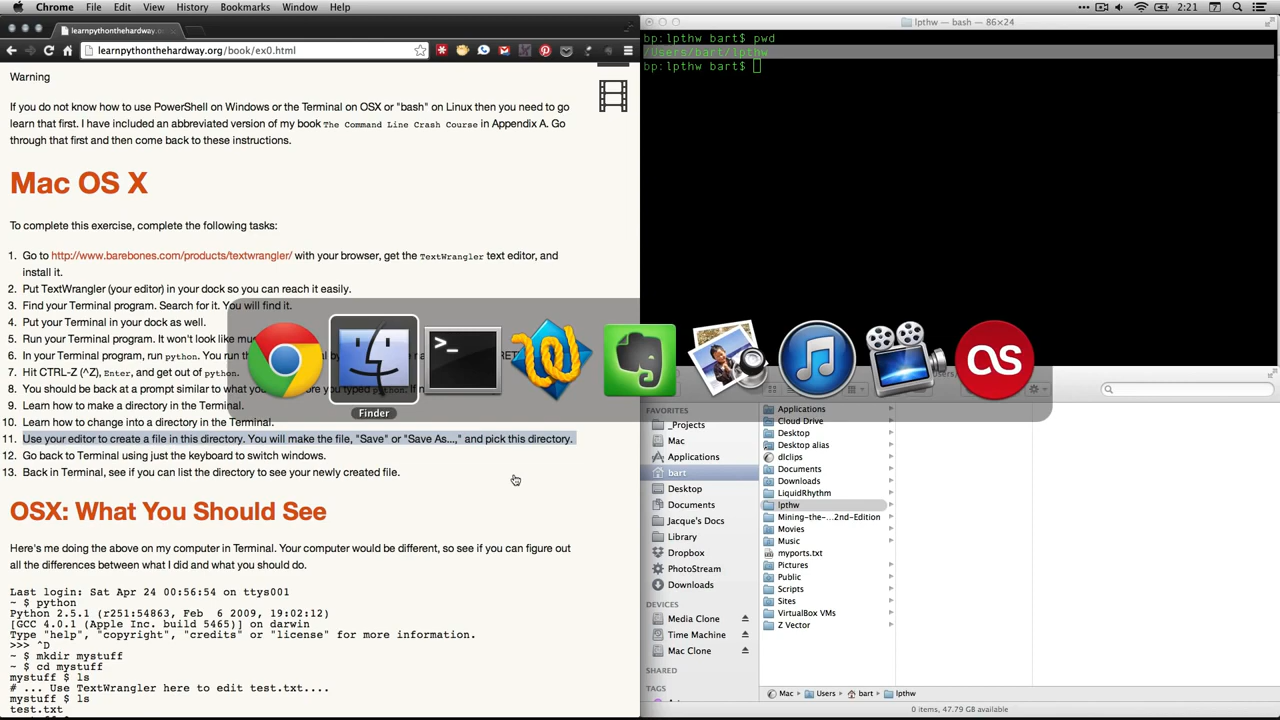 Chrome File Edit View History Bookmarks Window Help
2:21
learnpythonthehardway.org
learnpythonthehardway.org/book/ex0.html
Warning
If you do not know how to use PowerShell on Windows or the Terminal on OSX or "bash" on Linux then you need to go
learn that first. I have included an abbreviated version of my book The Command Line Crash Course in Appendix A. Go
through that first and then come back to these instructions.
Mac OS X
To complete this exercise, complete the following tasks:
1. Go to http://www.barebones.com/products/textwrangler/ with your browser, get the TextWrangler text editor, and
install it.
2. Put TextWrangler (your editor) in your dock so you can reach it easily.
3. Find your Terminal program. Search for it. You will find it.
4. Put your Terminal in your dock as well.
5. Run your Terminal program. It won't look like mu
6. In your Terminal program, run python. You run t
7. Hit CTRL-Z (^Z), Enter, and get out of python.
8. You should be back at a prompt similar to what
9. Learn how to make a directory in the Terminal.
10. Learn how to change into a directory in the Terminal.
11. Use your editor to create a file in this directory. You will make the file, "Save" or "Save As...," and pick this directory.
12. Go back to Terminal using just the keyboard to switch windows.
13. Back in Terminal, see if you can list the directory to see your newly created file.
OSX: What You Should See
Here's me doing the above on my computer in Terminal. Your computer would be different, so see if you can figure out
all the differences between what I did and what you should do.
Last login: Sat Apr 24 00:56:54 on ttys001
~ $ python
Python 2.5.1 (r251:54863, Feb  6 2009, 19:02:12)
[GCC 4.0.1 (Apple Inc. build 5465)] on darwin
Type "help", "copyright", "credits" or "license" for more information.
>>> ^D
~ $ mkdir mystuff
~ $ cd mystuff
mystuff $ ls
# ... Use TextWrangler here to edit test.txt....
mystuff $ ls
test.txt
Finder
lpthw — bash — 86×24
bp:lpthw bart$ pwd
/Users/bart/lpthw
bp:lpthw bart$
FAVORITES
_Projects
Mac
Applications
bart
Desktop
Documents
Jacque's Docs
Library
Dropbox
PhotoStream
Downloads
DEVICES
Media Clone
Time Machine
Mac Clone
SHARED
TAGS
Applications
Cloud Drive
Desktop
Desktop alias
dlclips
Documents
Downloads
LiquidRhythm
lpthw
Mining-the-...2nd-Edition
Movies
Music
myports.txt
Pictures
Public
Scripts
Sites
VirtualBox VMs
Z Vector
Mac Users bart lpthw
0 items, 47.79 GB available